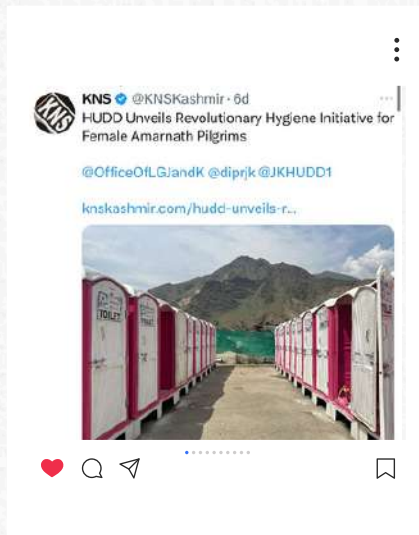 KNS @KNSKashmir · 6d
HUDD Unveils Revolutionary Hygiene Initiative for
Female Amarnath Pilgrims
@OfficeOfLGJandK @diprjk @JKHUDD1
knskashmir.com/hudd-unveils-r...
KNS
TOILET
TOILET